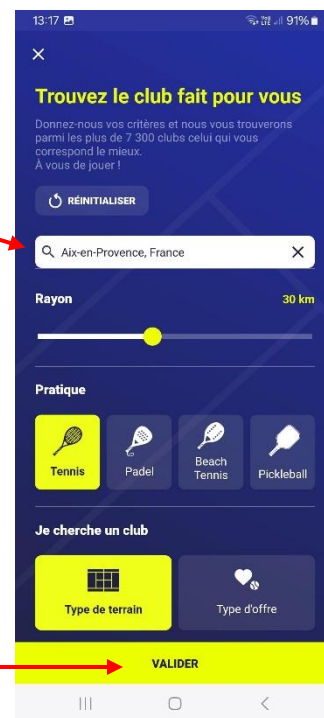 13:17 91%
Trouvez le club fait pour vous
Donnez-nous vos critères et nous vous trouverons
parmi les plus de 7 300 clubs celui qui vous
correspond le mieux.
À vous de jouer !
RÉINITIALISER
Aix-en-Provence, France
Rayon 30 km
Pratique
Tennis Padel Beach Tennis Pickleball
Je cherche un club
Type de terrain Type d'offre
VALIDER